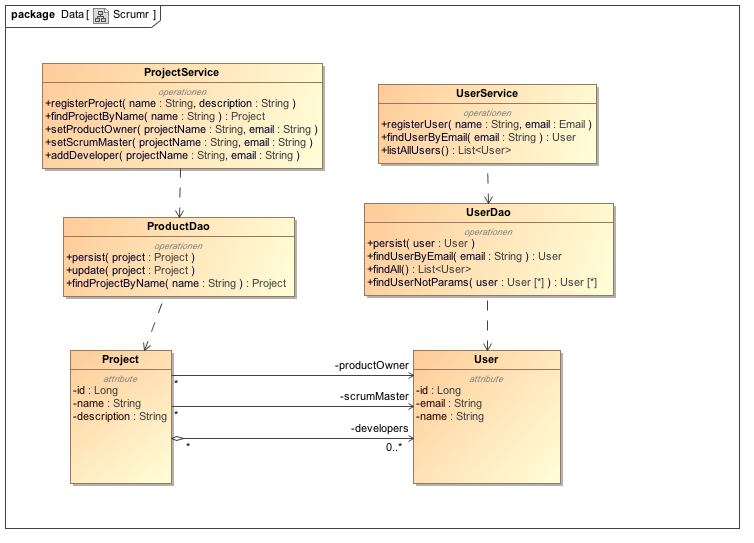 package Data [ Scrumr ]
ProjectService
operationen
+registerProject( name : String, description : String )
+findProjectByName( name : String ) : Project
+setProductOwner( projectName : String, email : String )
+setScrumMaster( projectName : String, email : String )
+addDeveloper( projectName : String, email : String )
UserService
operationen
+registerUser( name : String, email : Email )
+findUserByEmail( email : String ) : User
+listAllUsers() : List<User>
ProductDao
operationen
+persist( project : Project )
+update( project : Project )
+findProjectByName( name : String ) : Project
UserDao
operationen
+persist( user : User )
+findUserByEmail( email : String ) : User
+findAll() : List<User>
+findUserNotParams( user : User [*] ) : User [*]
Project
attribute
-id : Long
-name : String
-description : String
-productOwner
*
-scrumMaster
*
-developers
*
0..*
User
attribute
-id : Long
-email : String
-name : String